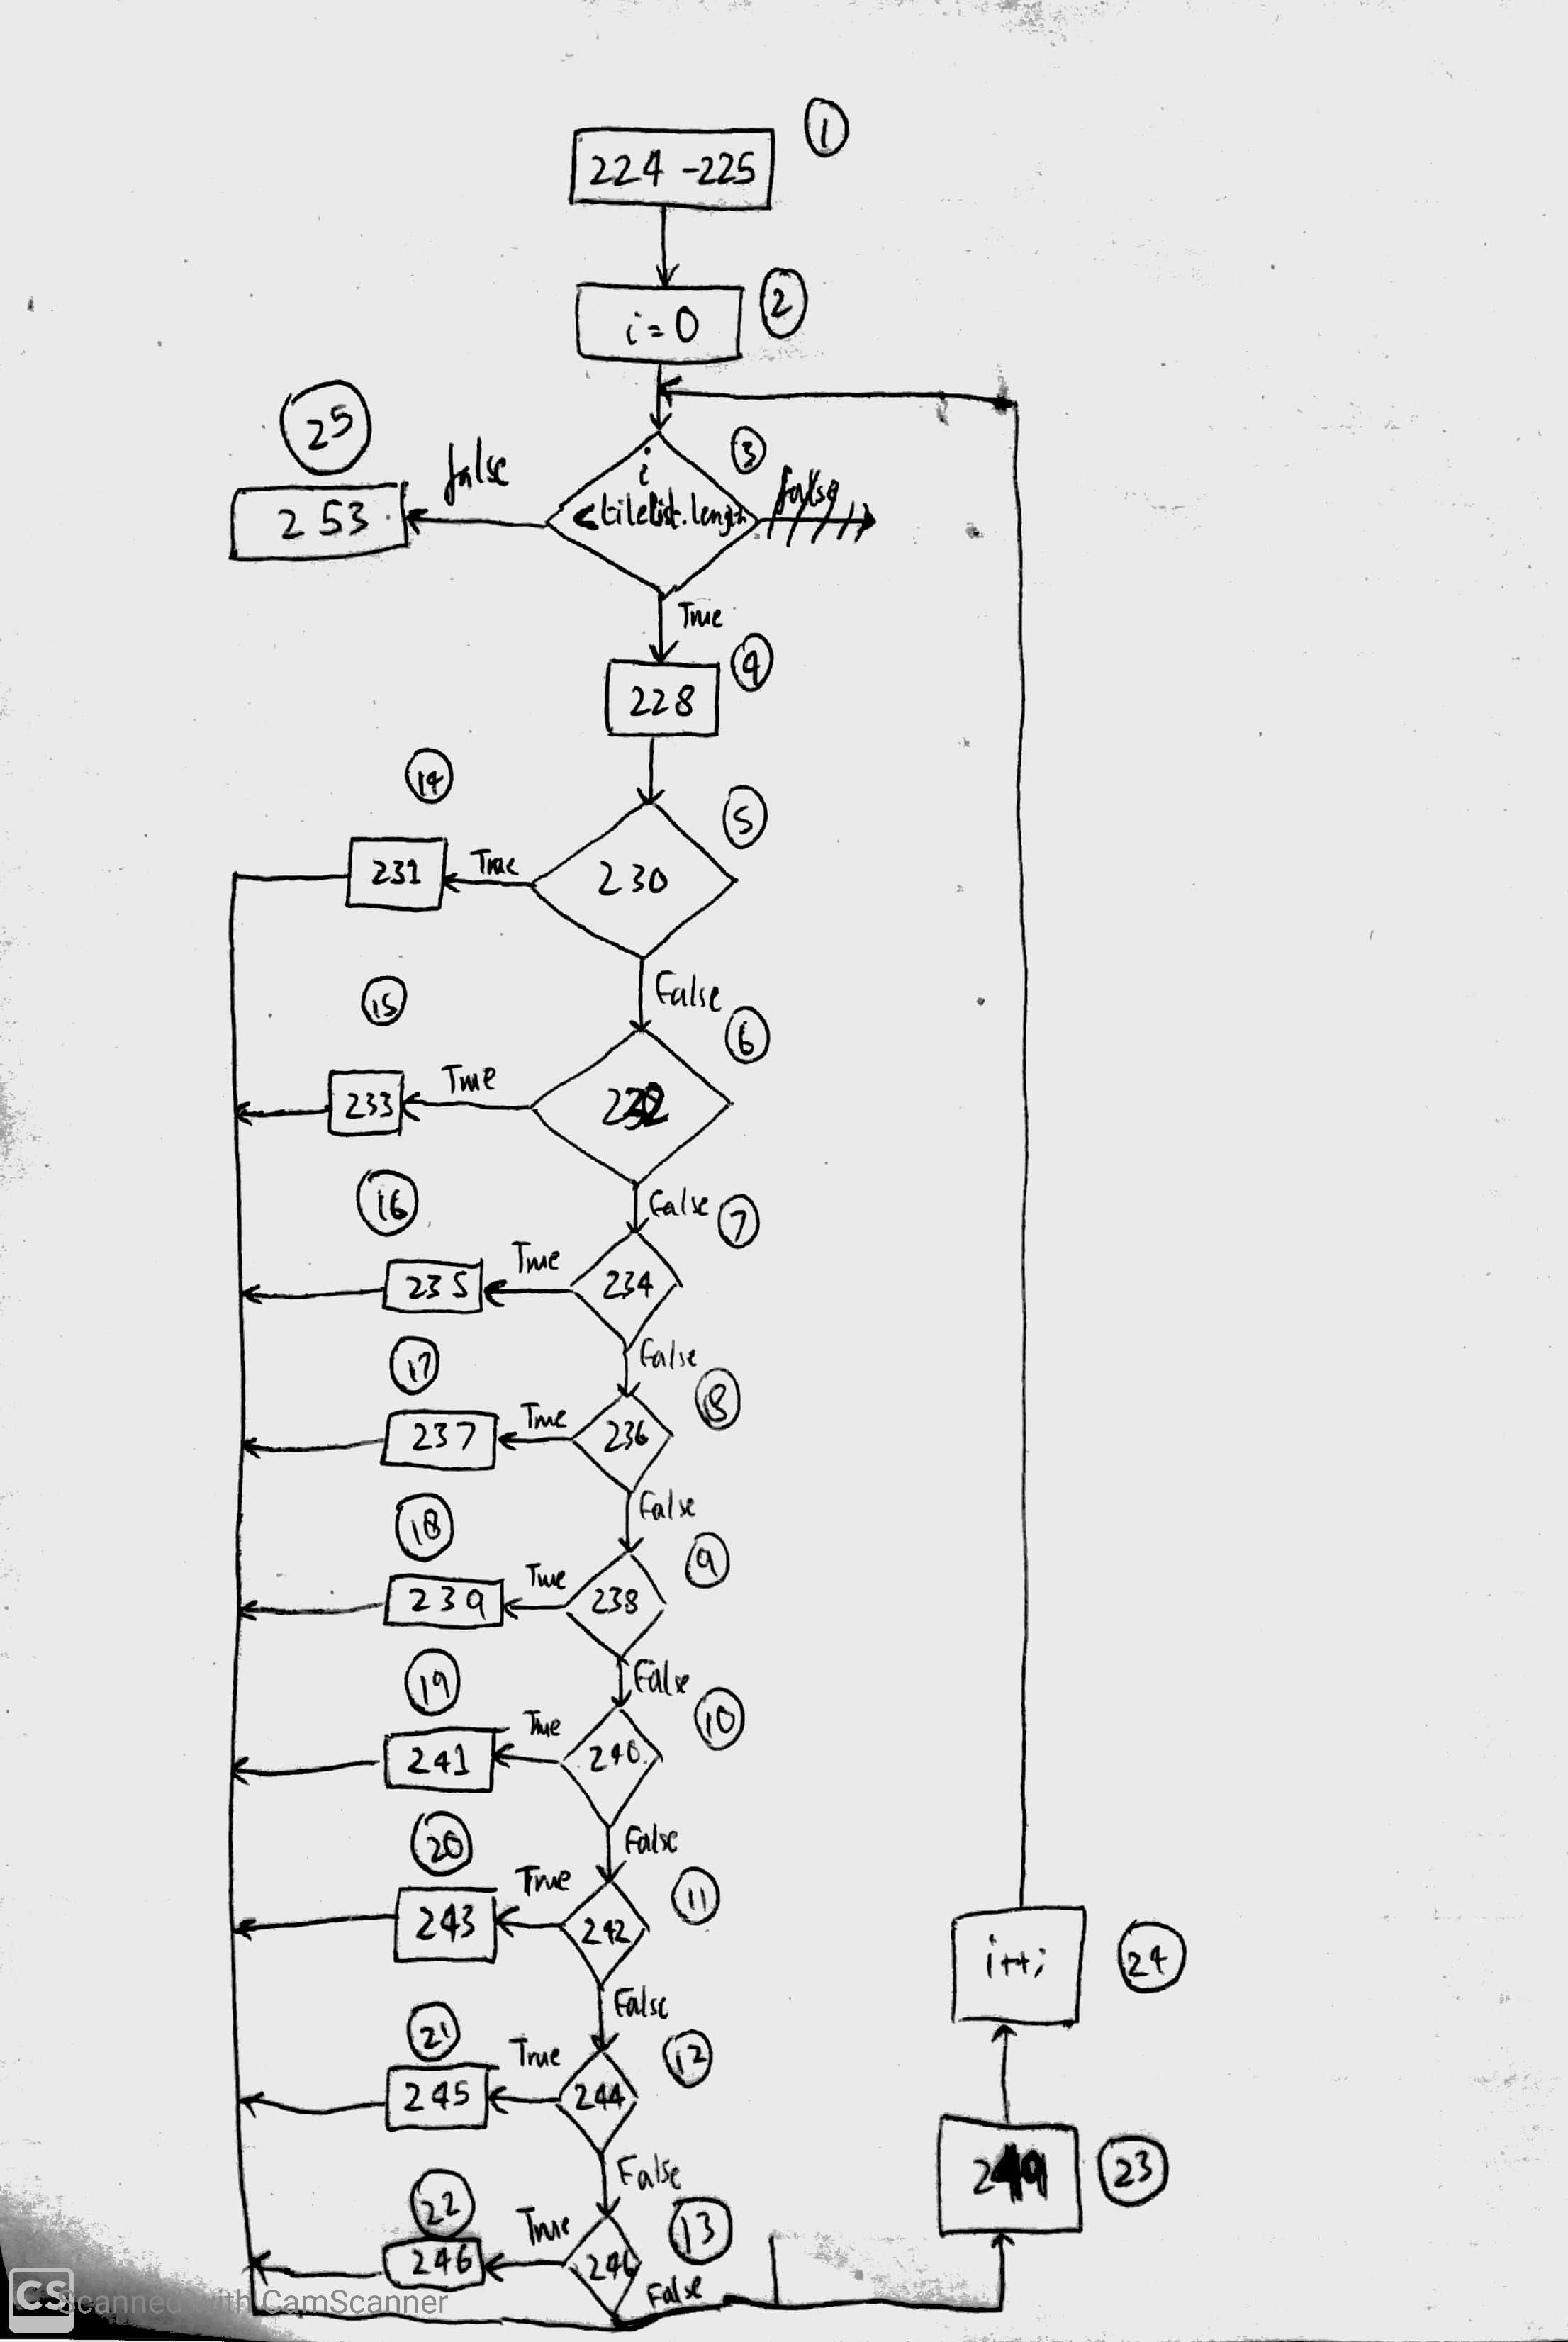 1
224 -225
2
i=0
25
3
false
i
<tilelist.length
false
253
True
4
228
14
5
231
True
230
False
15
6
233
True
232
False
7
16
235
True
234
False
17
8
237
True
236
False
18
9
239
True
238
False
19
10
241
True
240
False
20
11
243
True
242
False
i++;
24
21
12
245
True
244
False
249
23
22
13
246
True
False
CS
Scanned with CamScanner